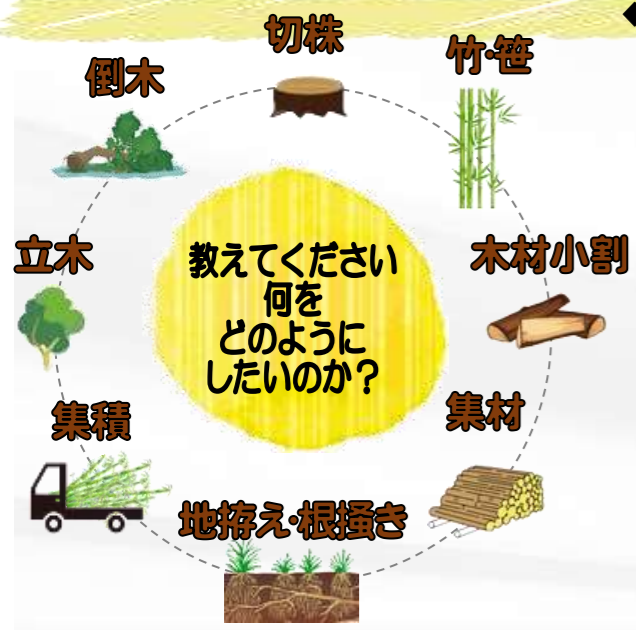 切株
竹・笹
倒木
立木
木材小割
教えてください
何を
どのように
したいのか？
集積
集材
地拵え・根掻き